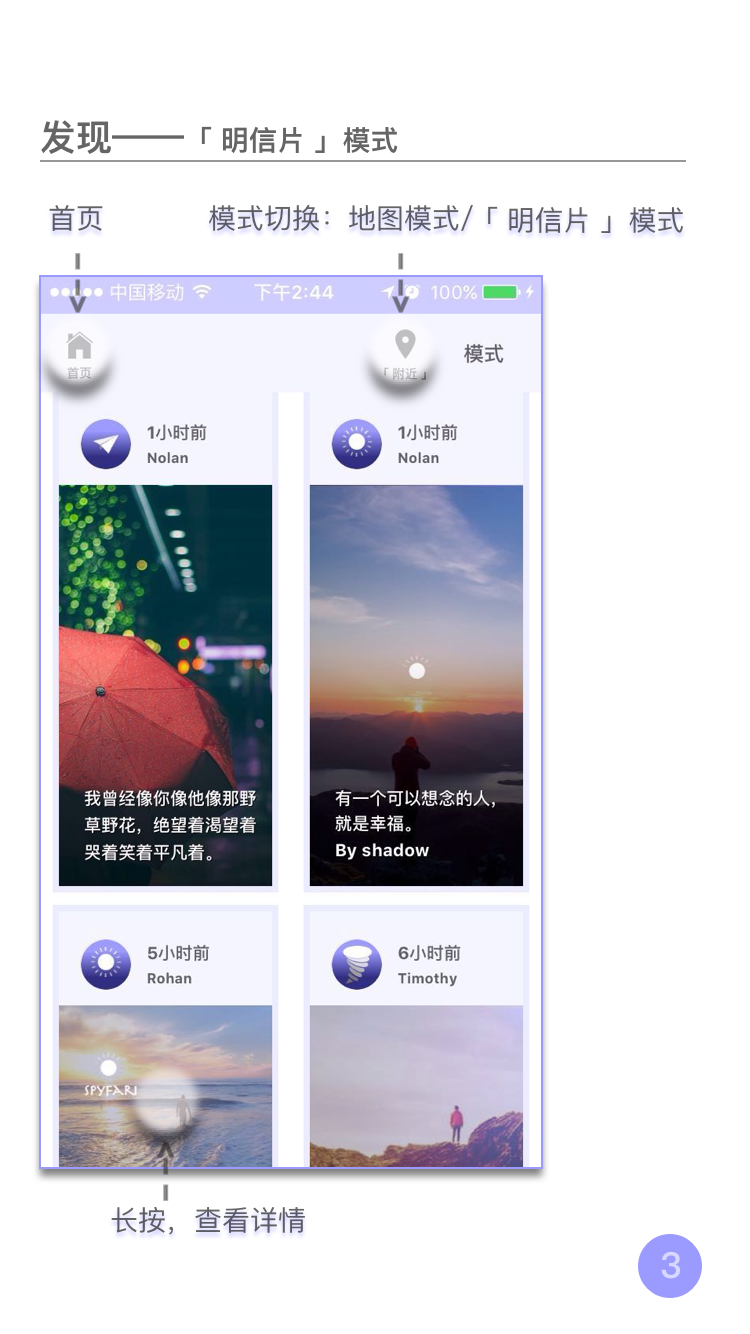 发现——「 明信片 」模式
首页
模式切换：地图模式/「 明信片 」模式
中国移动 下午2:44 100%
首页
「 附近 」
模式
1小时前
Nolan
1小时前
Nolan
我曾经像你像他像那野
草野花，绝望着渴望着
哭着笑着平凡着。
有一个可以想念的人，
就是幸福。
By shadow
5小时前
Rohan
6小时前
Timothy
SPYFARI
长按，查看详情
3